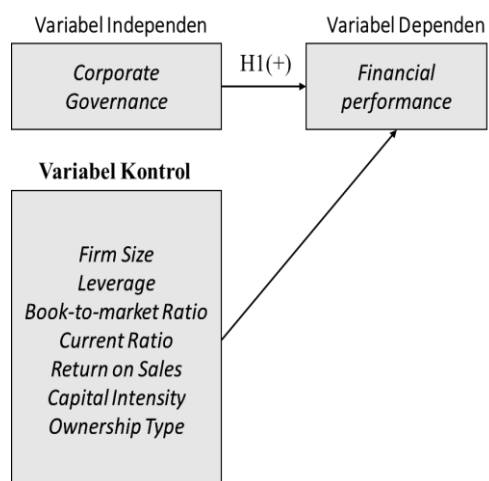 Variabel Independen
Variabel Dependen
Corporate
Governance
H1(+)
Financial
performance
Variabel Kontrol
Firm Size
Leverage
Book-to-market Ratio
Current Ratio
Return on Sales
Capital Intensity
Ownership Type